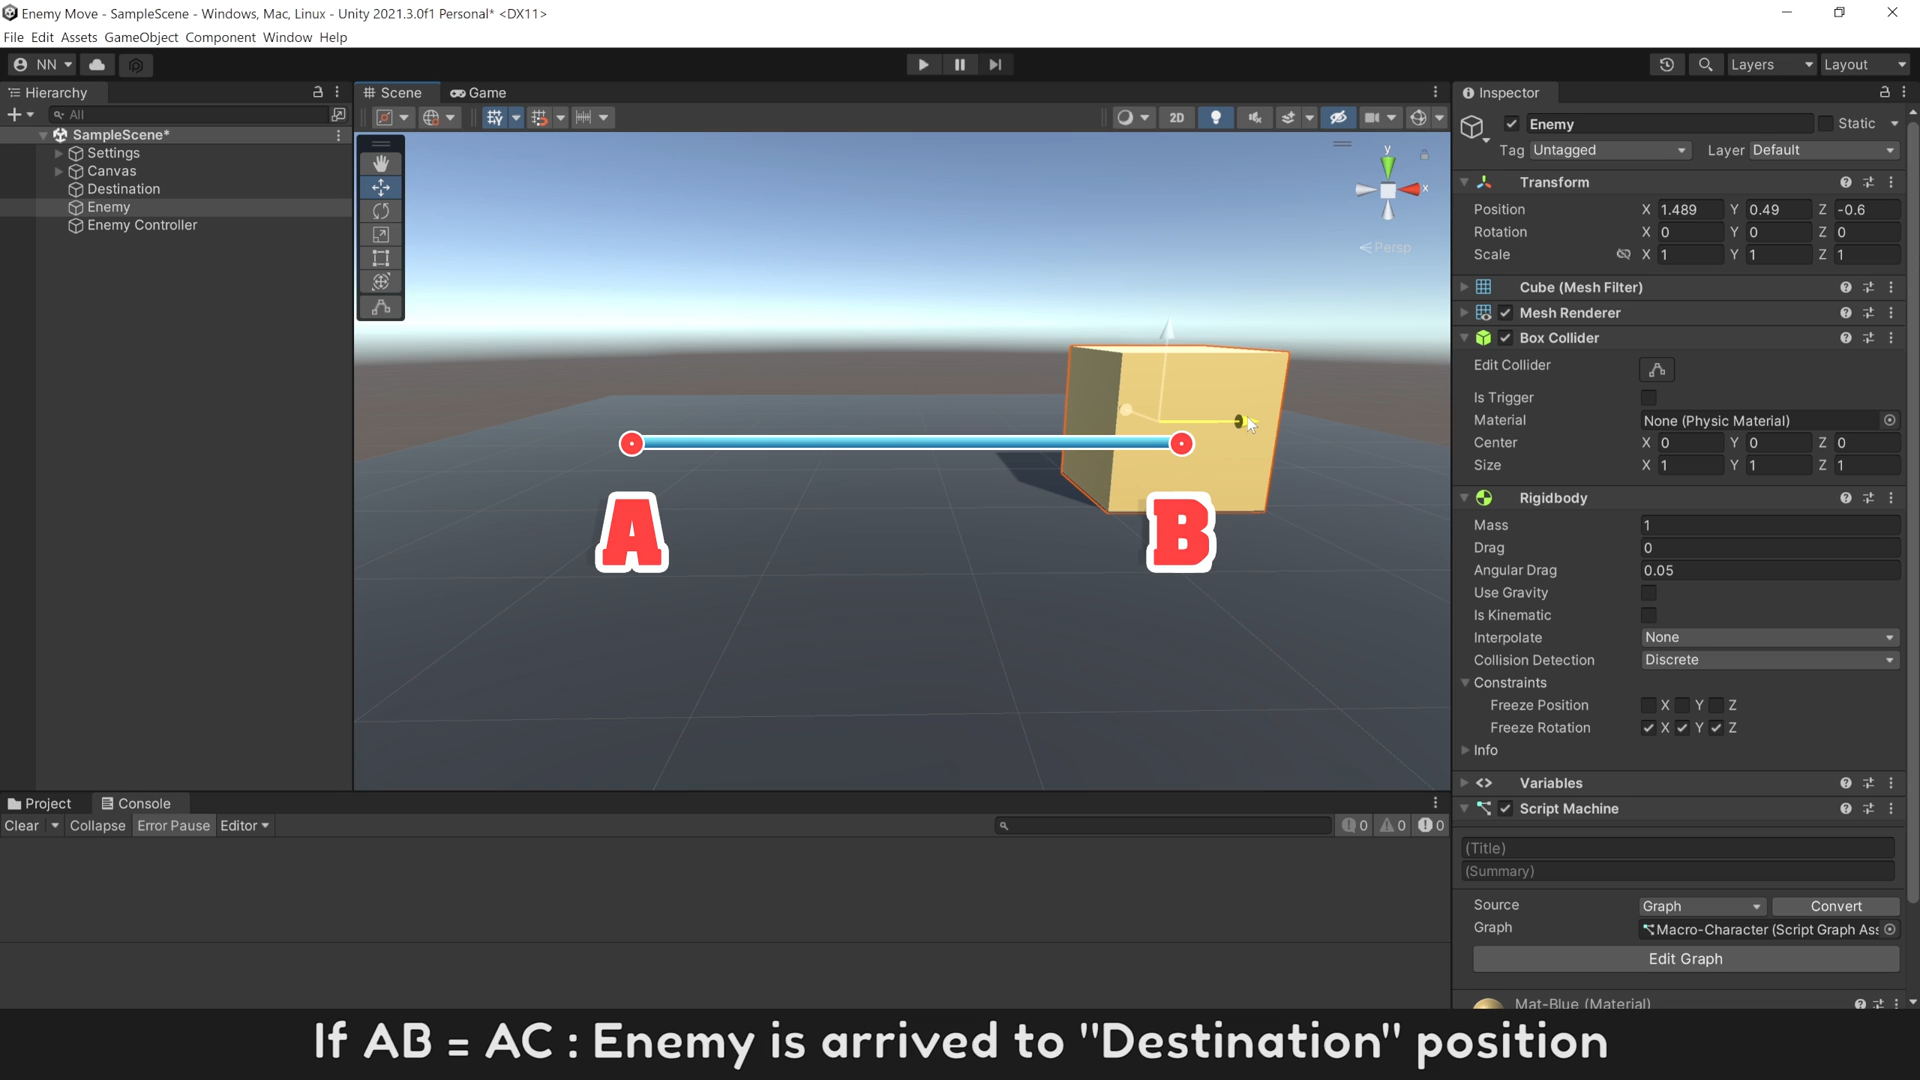 Enemy Move - SampleScene - Windows, Mac, Linux - Unity 2021.3.0f1 Personal* <DX11>
File Edit Assets GameObject Component Window Help
NN
Layers
Layout
Hierarchy
Scene
Game
Inspector
All
2D
SampleScene*
Settings
Canvas
Destination
Enemy
Enemy Controller
y
x
Persp
A
B
Enemy
Static
Tag Untagged Layer Default
Transform
Position X 1.489 Y 0.49 Z -0.6
Rotation X 0 Y 0 Z 0
Scale X 1 Y 1 Z 1
Cube (Mesh Filter)
Mesh Renderer
Box Collider
Edit Collider
Is Trigger
Material None (Physic Material)
Center X 0 Y 0 Z 0
Size X 1 Y 1 Z 1
Rigidbody
Mass 1
Drag 0
Angular Drag 0.05
Use Gravity
Is Kinematic
Interpolate None
Collision Detection Discrete
Constraints
Freeze Position X Y Z
Freeze Rotation X Y Z
Info
Variables
Script Machine
(Title)
(Summary)
Source Graph Convert
Graph Macro-Character (Script Graph Ass
Edit Graph
Mat-Blue (Material)
Project Console
Clear Collapse Error Pause Editor 0 0 0
If AB = AC : Enemy is arrived to "Destination" position